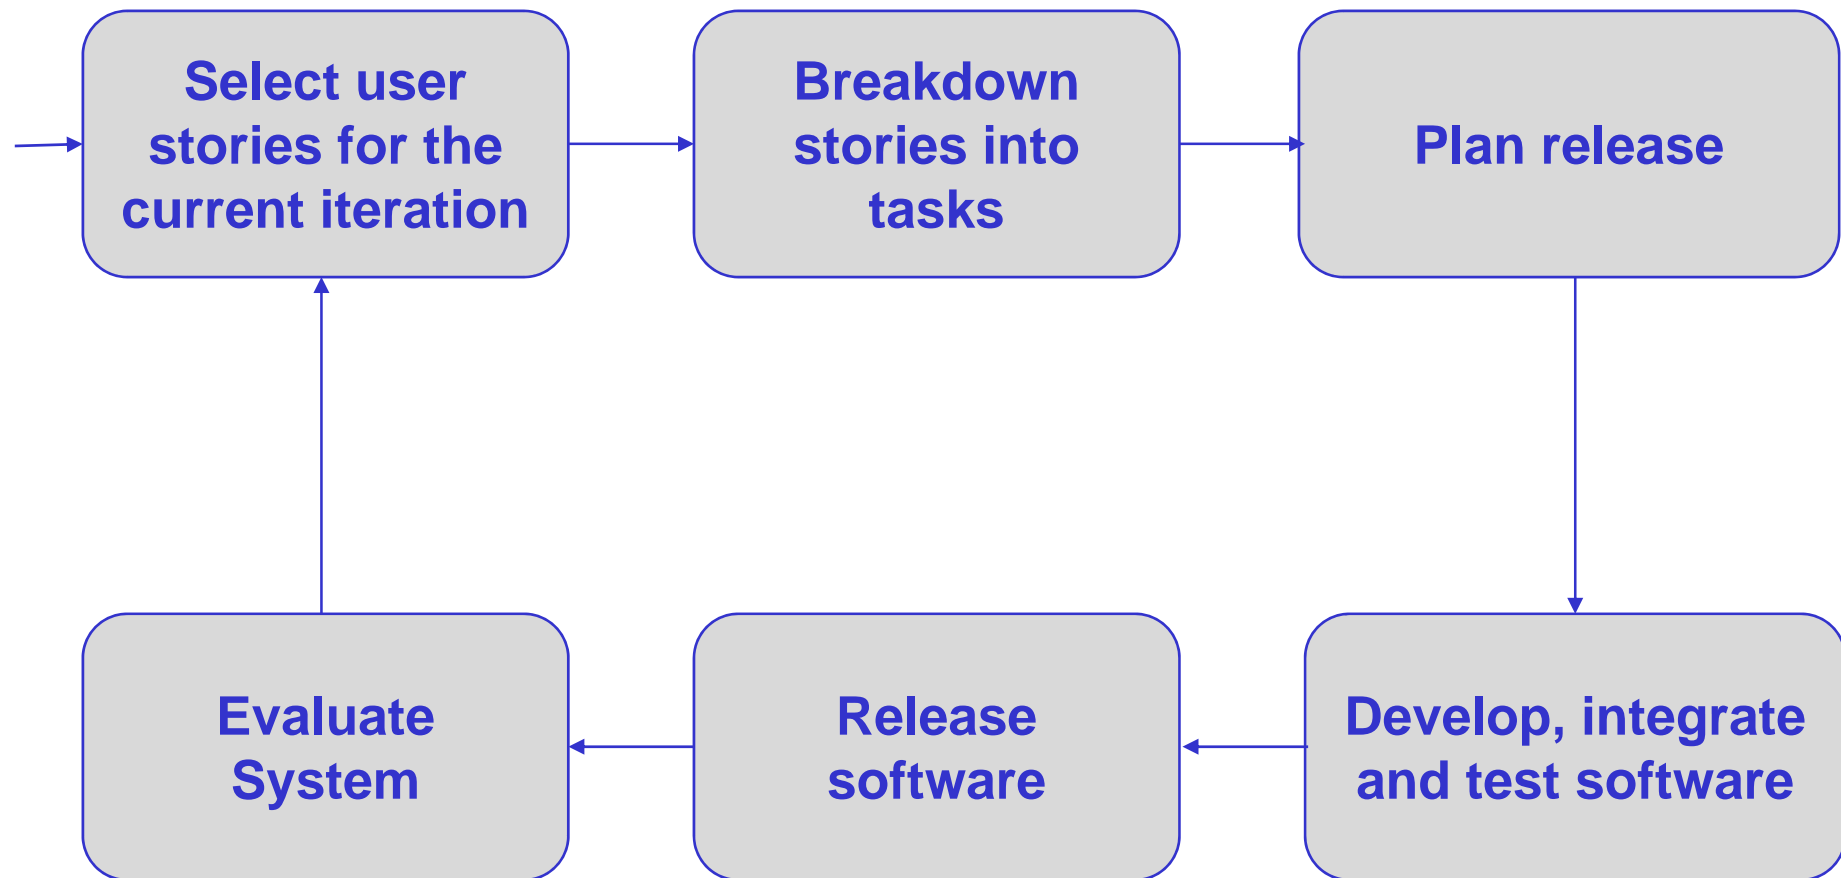 Select user
stories for the
current iteration
Breakdown
stories into
tasks
Plan release
Evaluate
System
Release
software
Develop, integrate
and test software